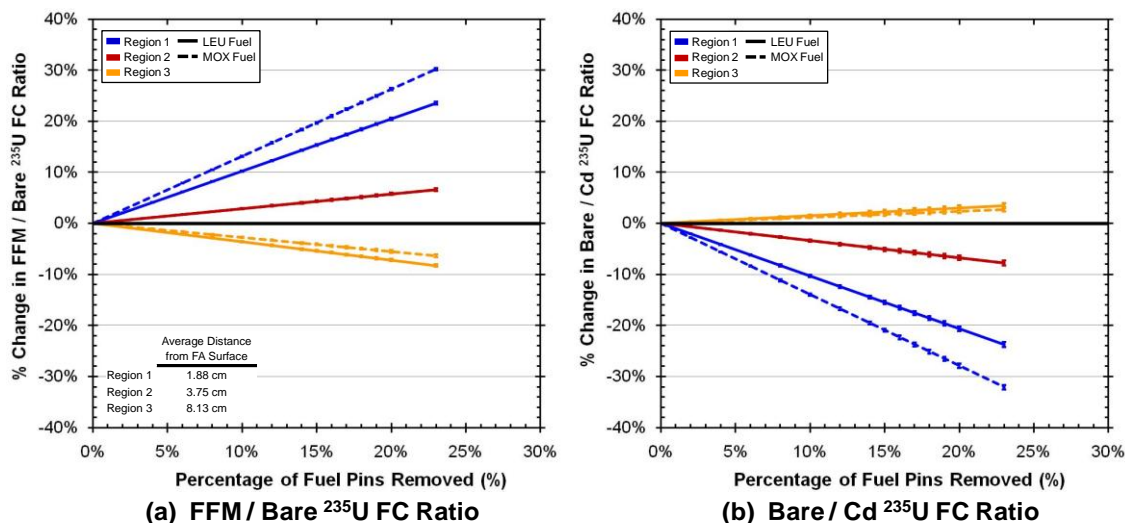 % Change in FFM / Bare ²³⁵U FC Ratio
40%
30%
20%
10%
0%
-10%
-20%
-30%
-40%
Region 1 LEU Fuel
Region 2 MOX Fuel
Region 3
Average Distance
from FA Surface
Region 1 1.88 cm
Region 2 3.75 cm
Region 3 8.13 cm
0% 5% 10% 15% 20% 25% 30%
Percentage of Fuel Pins Removed (%)
(a) FFM / Bare ²³⁵U FC Ratio
% Change in Bare / Cd ²³⁵U FC Ratio
40%
30%
20%
10%
0%
-10%
-20%
-30%
-40%
Region 1 LEU Fuel
Region 2 MOX Fuel
Region 3
0% 5% 10% 15% 20% 25% 30%
Percentage of Fuel Pins Removed (%)
(b) Bare / Cd ²³⁵U FC Ratio